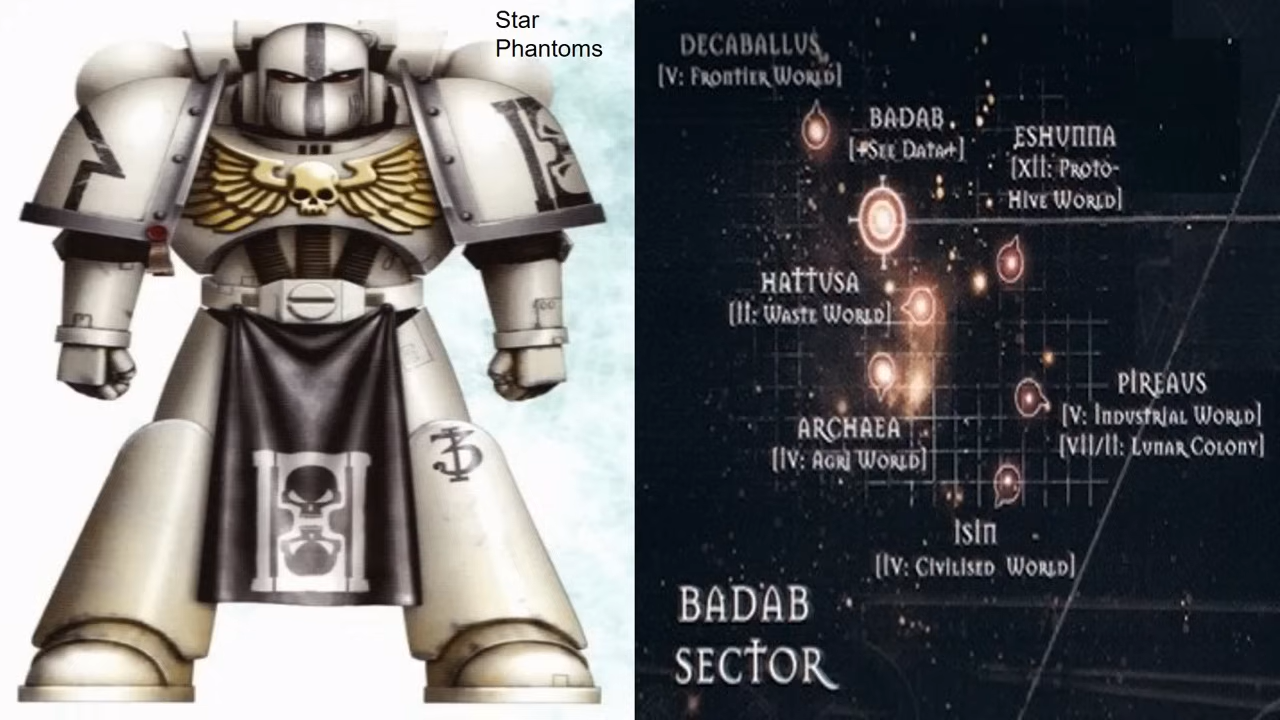 Star
Phantoms
3
DECABALLUS
[V: Frontier World]
BADAB
[+See Data+]
ESHUNNA
[XII: Proto-
Hive World]
HATTUSA
[II: Waste World]
PIREAUS
[V: Industrial World]
[VII/II: Lunar Colony]
ARCHAEA
[IV: Agri World]
ISIN
[IV: Civilised World]
BADAB
SECTOR